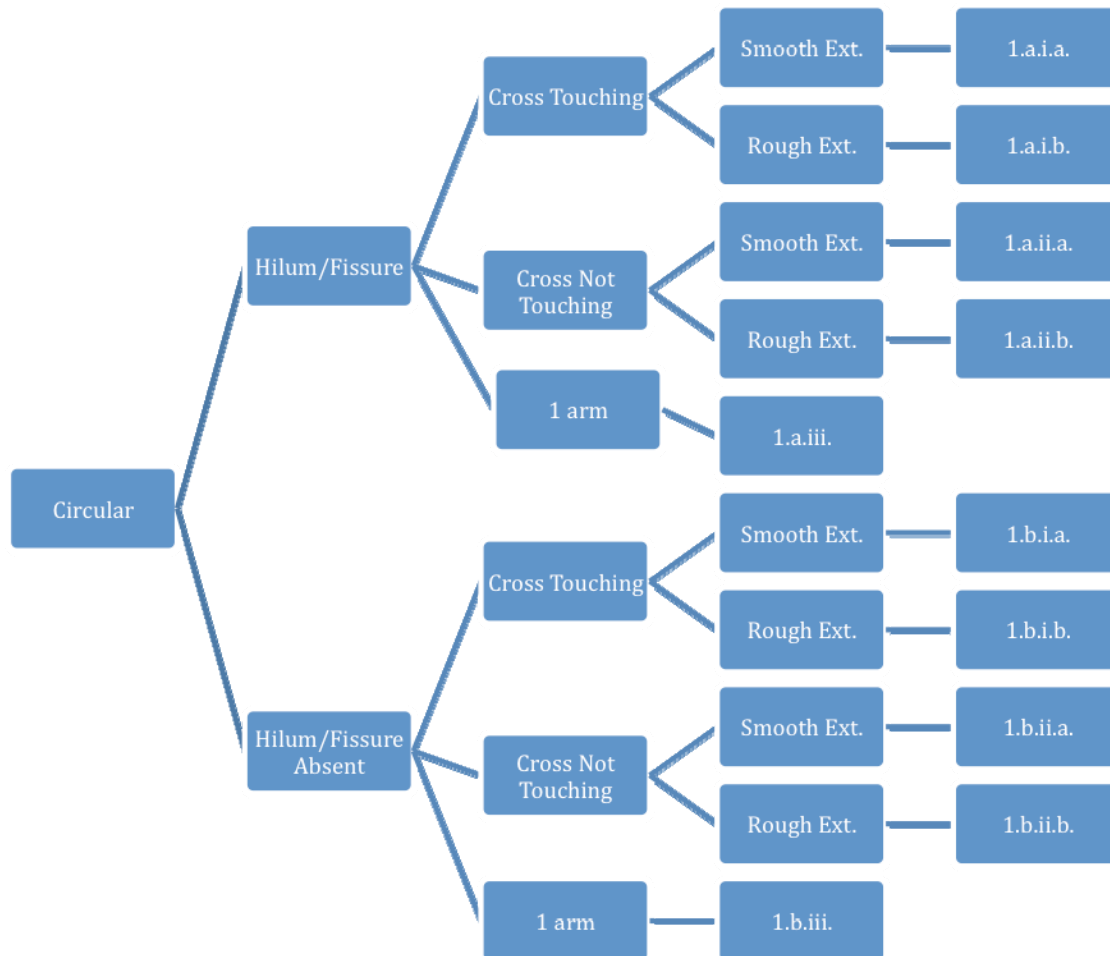 Smooth Ext.
1.a.i.a.
Cross Touching
Rough Ext.
1.a.i.b.
Hilum/Fissure
Smooth Ext.
1.a.ii.a.
Cross Not
Touching
Rough Ext.
1.a.ii.b.
1 arm
1.a.iii.
Circular
Smooth Ext.
1.b.i.a.
Cross Touching
Rough Ext.
1.b.i.b.
Hilum/Fissure
Absent
Smooth Ext.
1.b.ii.a.
Cross Not
Touching
Rough Ext.
1.b.ii.b.
1 arm
1.b.iii.